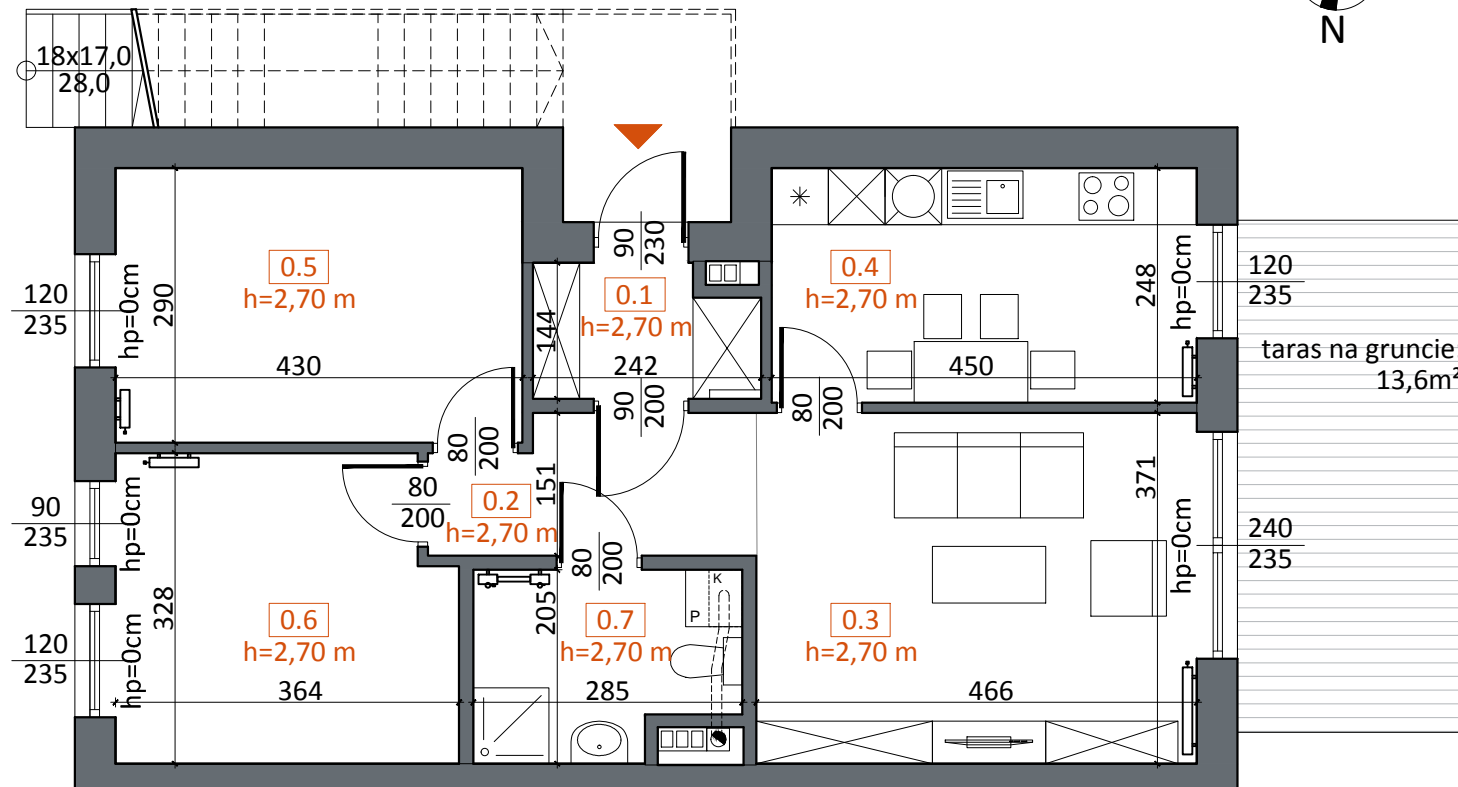 N
18x17,0
28,0
90
230
0.5
h=2,70 m
0.1
h=2,70 m
0.4
h=2,70 m
120
235
hp=0cm
290
144
248
hp=0cm
120
235
taras na gruncie
13,6m²
430
242
450
90
200
80
200
80
200
151
371
80
200
0.2
h=2,70 m
90
235
hp=0cm
hp=0cm
240
235
80
200
K
P
328
205
0.6
h=2,70 m
0.7
h=2,70 m
0.3
h=2,70 m
120
235
hp=0cm
364
285
466